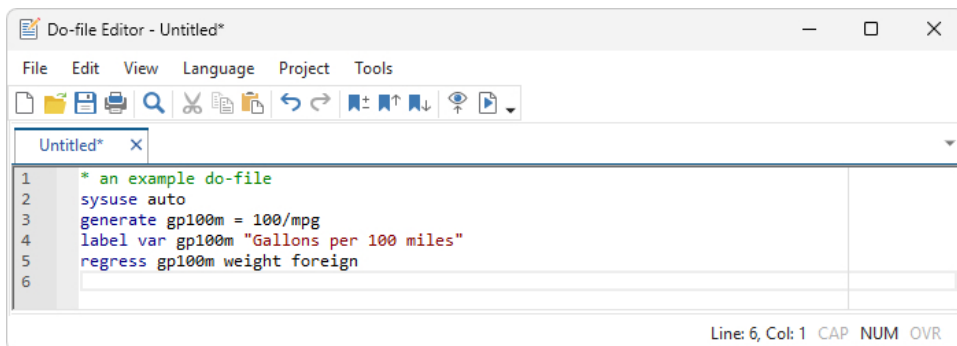 Do-file Editor - Untitled*
File Edit View Language Project Tools
Untitled*
1 * an example do-file
2 sysuse auto
3 generate gp100m = 100/mpg
4 label var gp100m "Gallons per 100 miles"
5 regress gp100m weight foreign
6
Line: 6, Col: 1 CAP NUM OVR